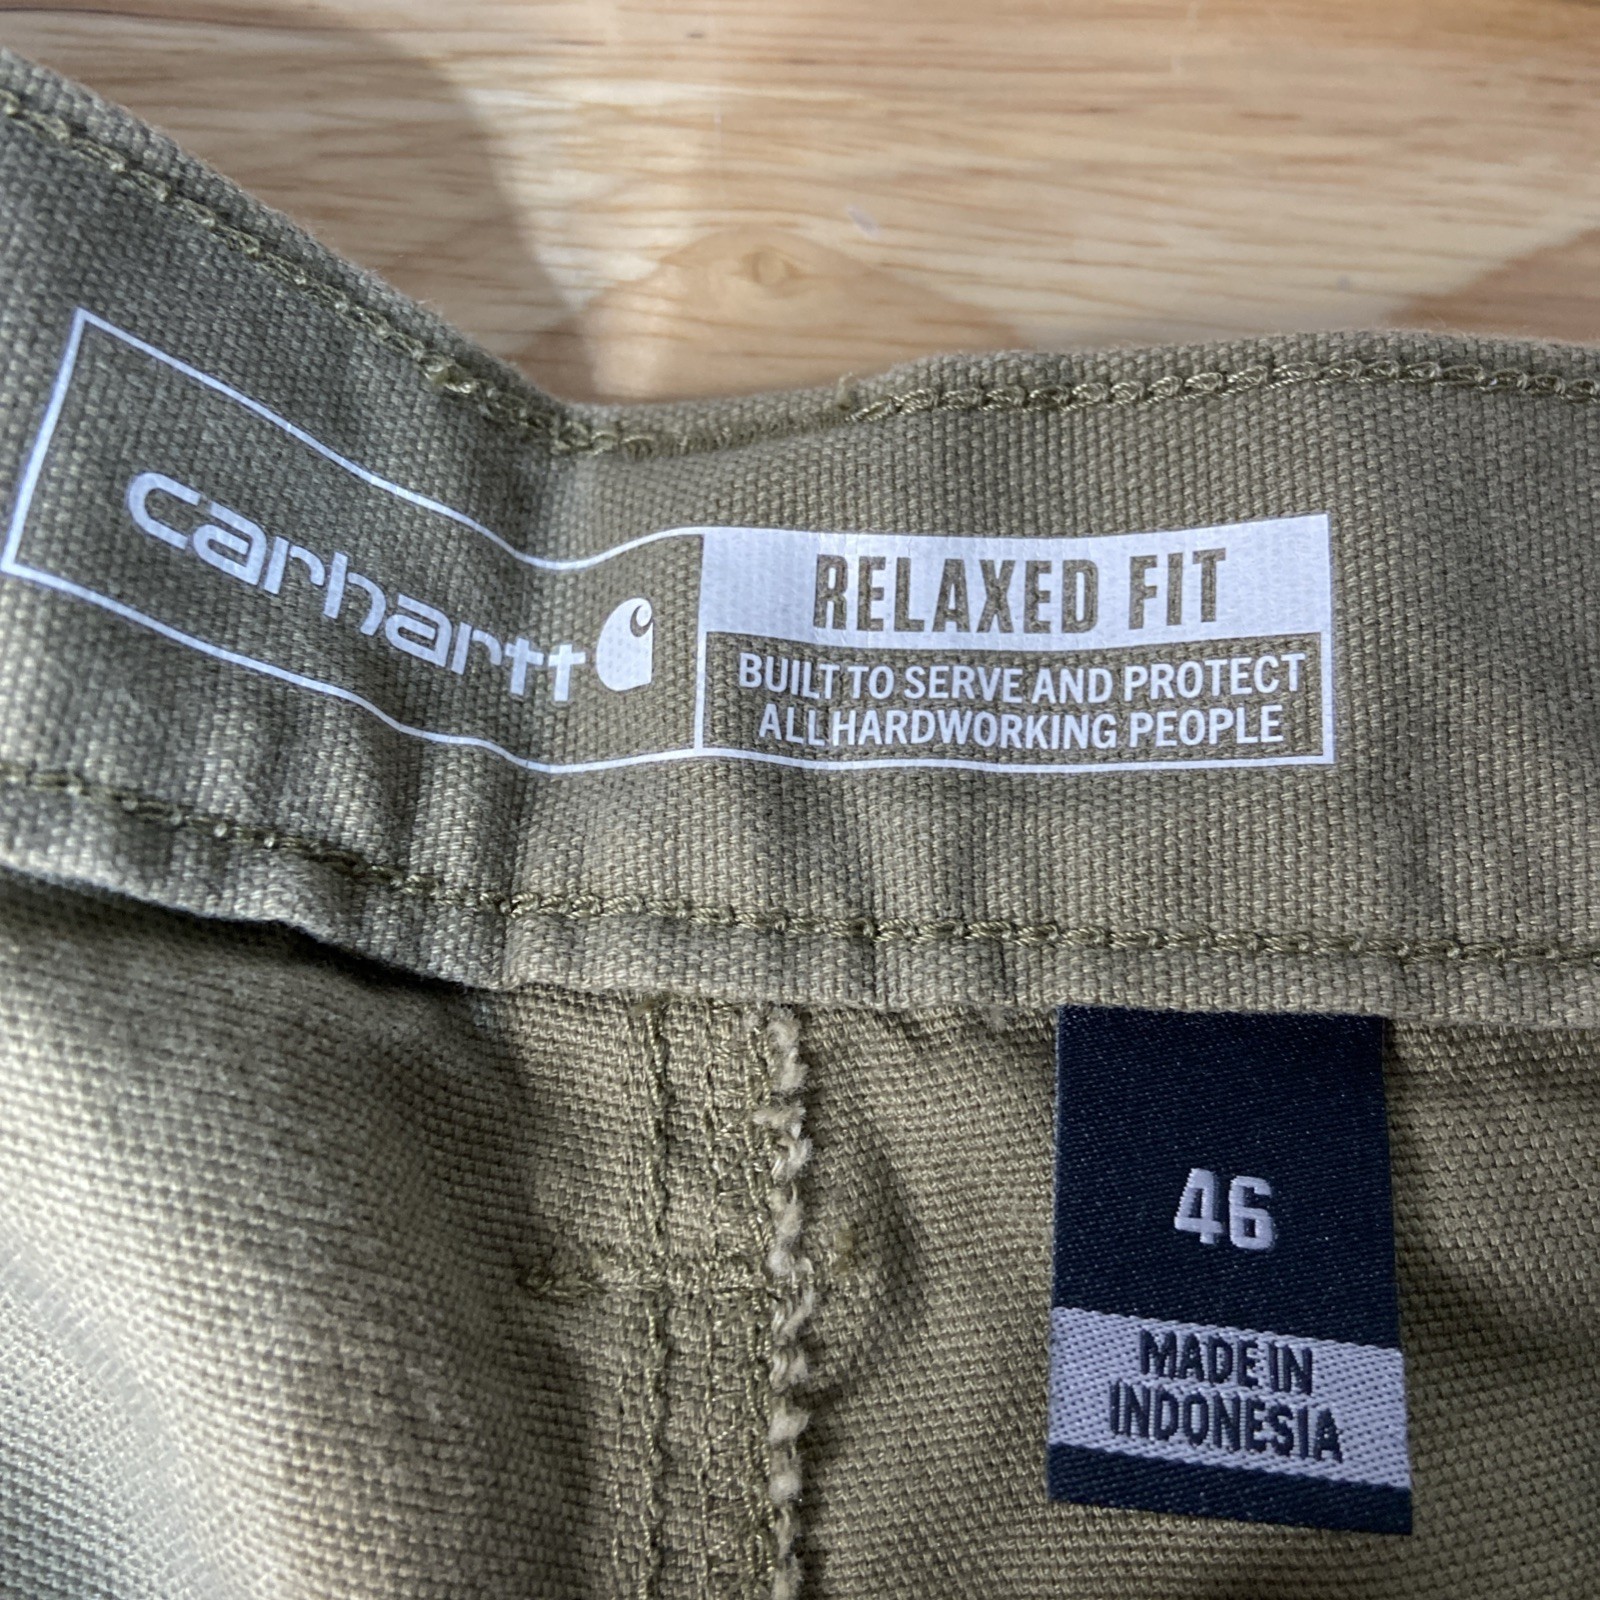 carhartt
RELAXED FIT
BUILT TO SERVE AND PROTECT
ALL HARDWORKING PEOPLE
46
MADE IN
INDONESIA